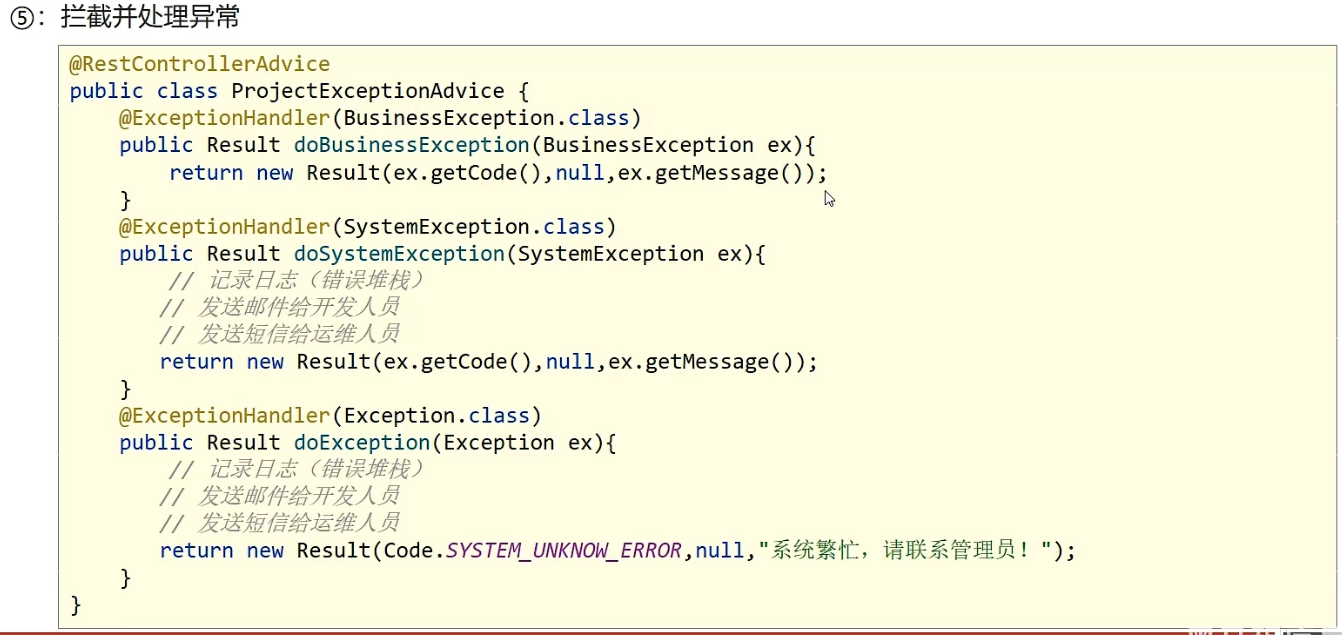 ⑤：拦截并处理异常
@RestControllerAdvice
public class ProjectExceptionAdvice {
    @ExceptionHandler(BusinessException.class)
    public Result doBusinessException(BusinessException ex){
        return new Result(ex.getCode(),null,ex.getMessage());
    }
    @ExceptionHandler(SystemException.class)
    public Result doSystemException(SystemException ex){
        // 记录日志（错误堆栈）
        // 发送邮件给开发人员
        // 发送短信给运维人员
        return new Result(ex.getCode(),null,ex.getMessage());
    }
    @ExceptionHandler(Exception.class)
    public Result doException(Exception ex){
        // 记录日志（错误堆栈）
        // 发送邮件给开发人员
        // 发送短信给运维人员
        return new Result(Code.SYSTEM_UNKNOW_ERROR,null,"系统繁忙，请联系管理员！");
    }
}